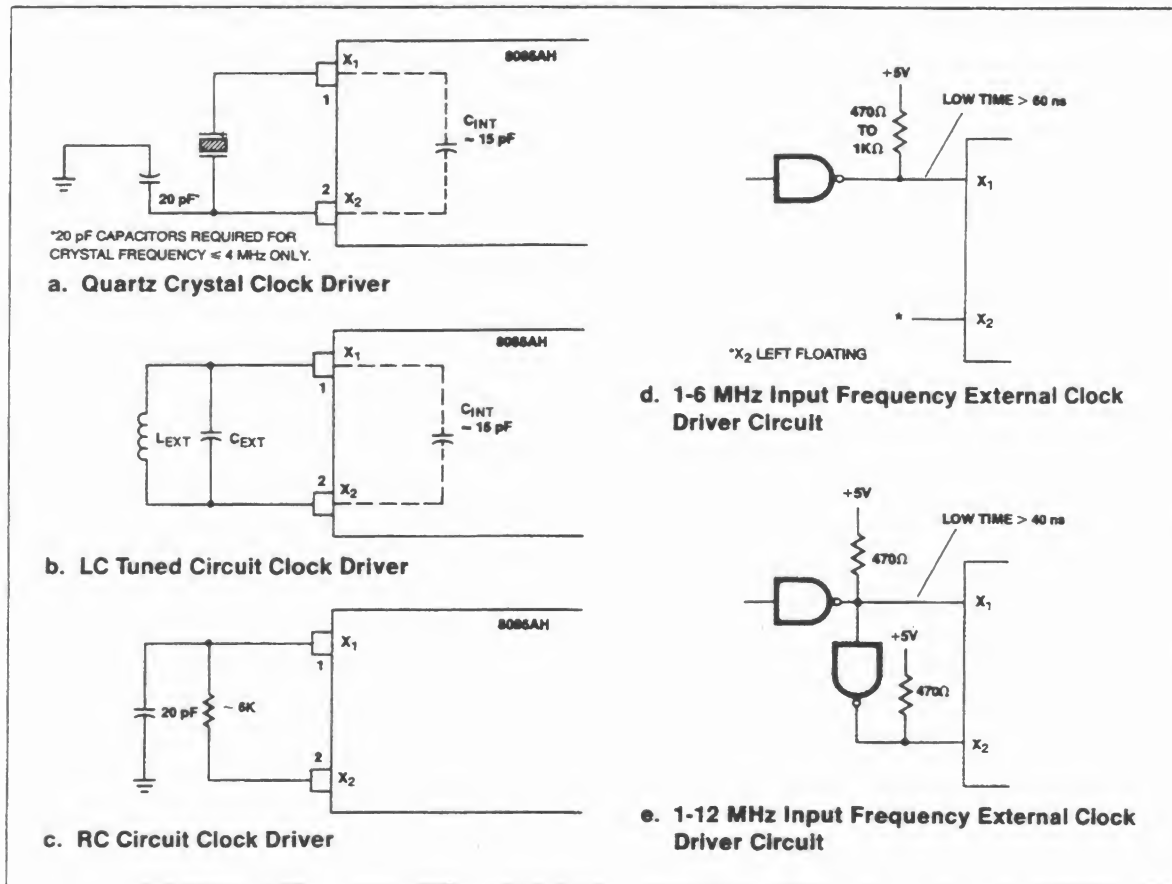 8085AH
X1
1
CINT
~ 15 pF
20 pF*
2
X2
*20 pF CAPACITORS REQUIRED FOR
CRYSTAL FREQUENCY ≤ 4 MHz ONLY.
a. Quartz Crystal Clock Driver
8085AH
X1
1
CINT
~ 15 pF
LEXT
CEXT
2
X2
b. LC Tuned Circuit Clock Driver
8085AH
X1
1
20 pF
~ 6K
2
X2
c. RC Circuit Clock Driver
+5V
470Ω
TO
1KΩ
LOW TIME > 60 ns
X1
*
X2
*X2 LEFT FLOATING
d. 1-6 MHz Input Frequency External Clock
Driver Circuit
+5V
LOW TIME > 40 ns
470Ω
X1
+5V
470Ω
X2
e. 1-12 MHz Input Frequency External Clock
Driver Circuit